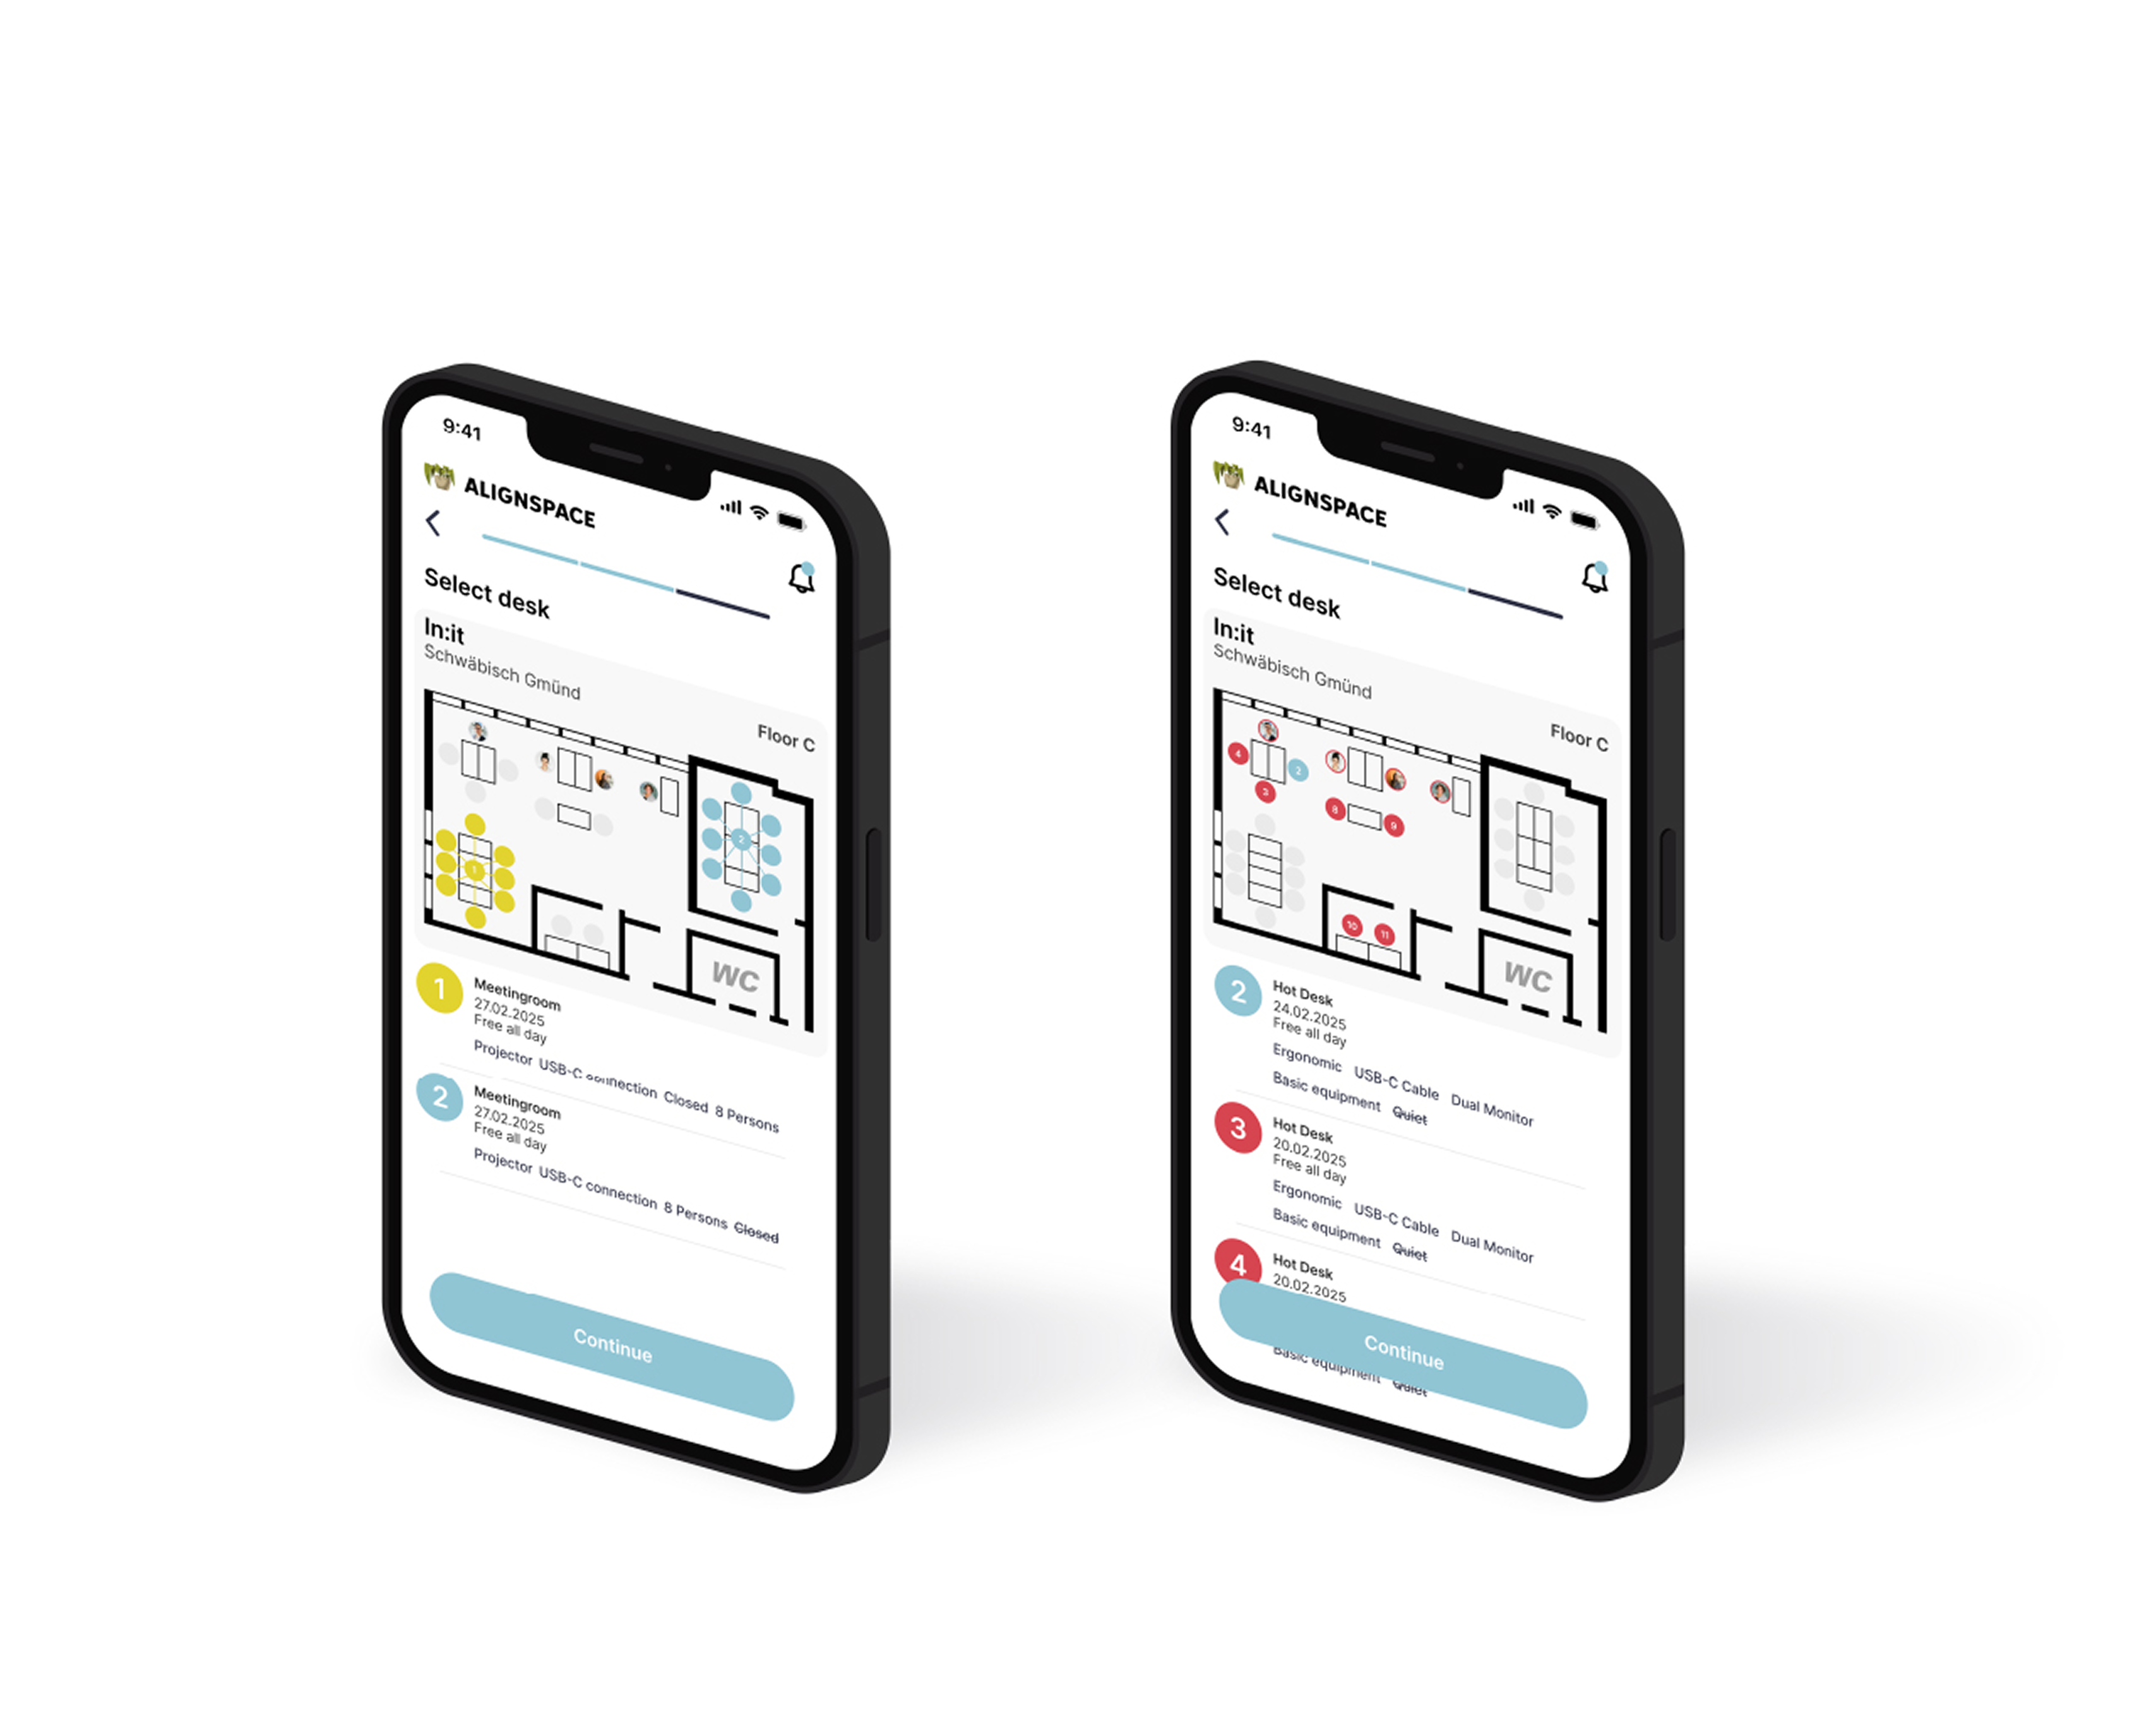 9:41
ALIGNSPACE
Select desk
In:it
Schwäbisch Gmünd
Floor C
2
1
WC
1
Meetingroom
27.02.2025
Free all day
Projector USB-C connection Closed 8 Persons
2
Meetingroom
27.02.2025
Free all day
Projector USB-C connection 8 Persons Closed
Continue
9:41
ALIGNSPACE
Select desk
In:it
Schwäbisch Gmünd
Floor C
4
2
3
8
9
10
11
WC
2
Hot Desk
24.02.2025
Free all day
Ergonomic USB-C Cable Dual Monitor
Basic equipment Quiet
3
Hot Desk
20.02.2025
Free all day
Ergonomic USB-C Cable Dual Monitor
Basic equipment Quiet
4
Hot Desk
20.02.2025
Continue
Basic equipment Quiet